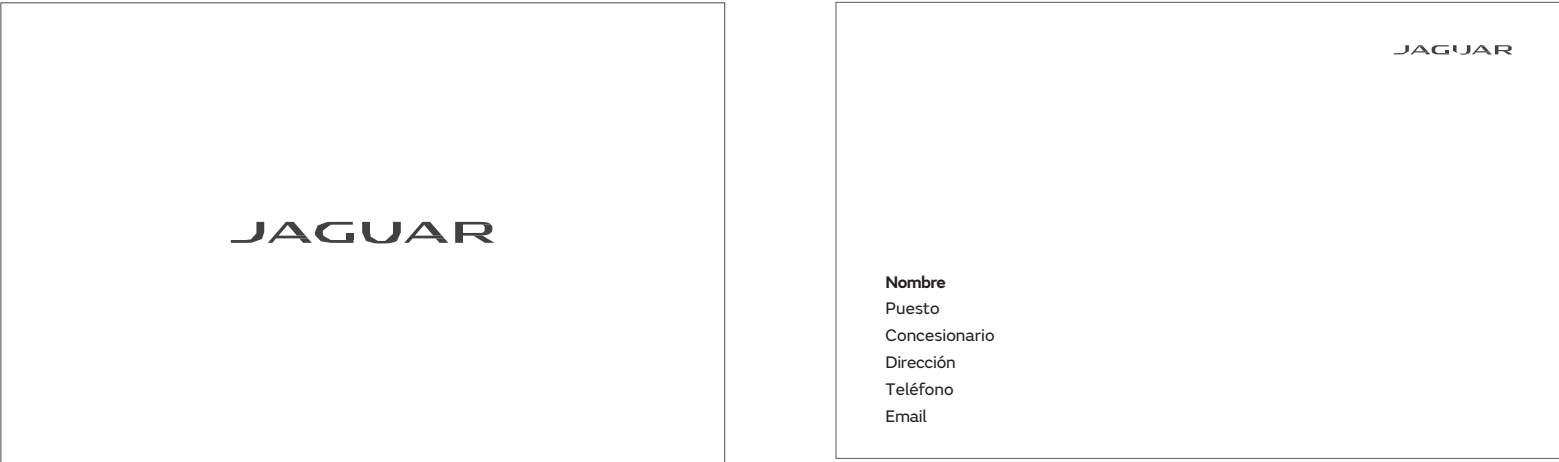 JAGUAR
JAGUAR
Nombre
Puesto
Concesionario
Dirección
Teléfono
Email